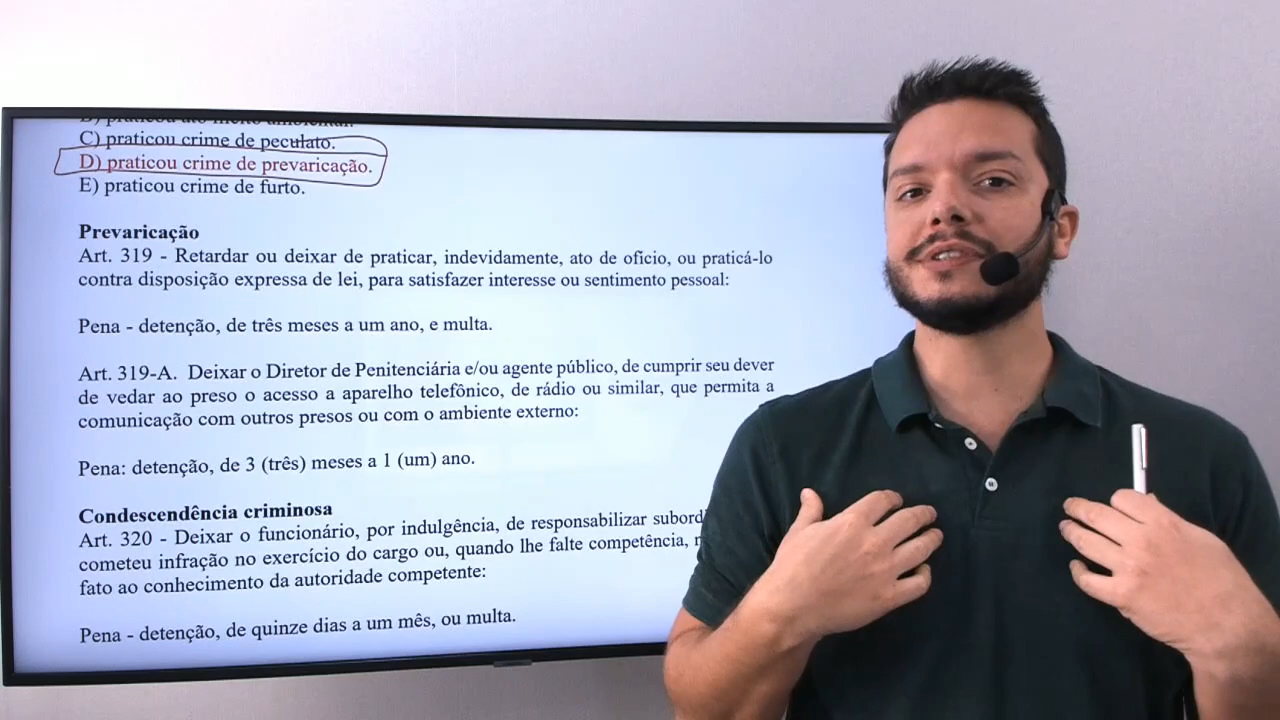 C) praticou crime de peculato.
D) praticou crime de prevaricação.
E) praticou crime de furto.
Prevaricação
Art. 319 - Retardar ou deixar de praticar, indevidamente, ato de ofício, ou praticá-lo
contra disposição expressa de lei, para satisfazer interesse ou sentimento pessoal:
Pena - detenção, de três meses a um ano, e multa.
Art. 319-A. Deixar o Diretor de Penitenciária e/ou agente público, de cumprir seu dever
de vedar ao preso o acesso a aparelho telefônico, de rádio ou similar, que permita a
comunicação com outros presos ou com o ambiente externo:
Pena: detenção, de 3 (três) meses a 1 (um) ano.
Condescendência criminosa
Art. 320 - Deixar o funcionário, por indulgência, de responsabilizar
cometeu infração no exercício do cargo ou, quando lhe falte competência,
fato ao conhecimento da autoridade competente:
Pena - detenção, de quinze dias a um mês, ou multa.